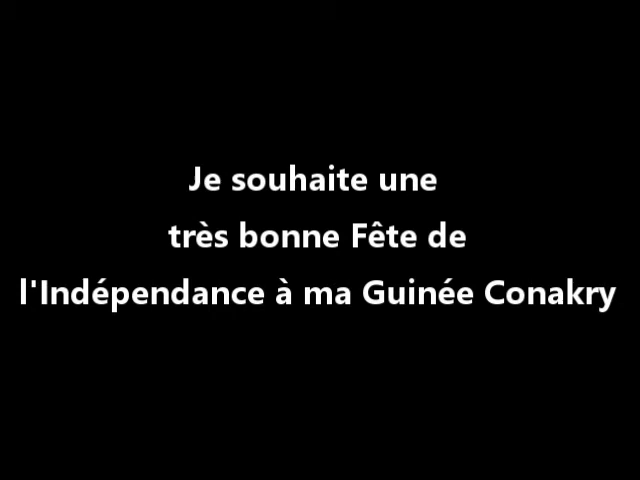 Je souhaite une
très bonne Fête de
l'Indépendance à ma Guinée Conakry